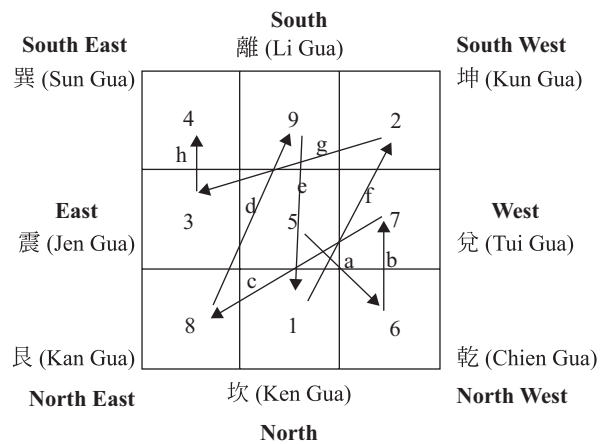 South
South East
離 (Li Gua)
South West
巽 (Sun Gua)
坤 (Kun Gua)
4
9
2
h
g
e
f
East
d
West
3
5
7
震 (Jen Gua)
兌 (Tui Gua)
c
a
b
8
1
6
艮 (Kan Gua)
乾 (Chien Gua)
North East
坎 (Ken Gua)
North West
North